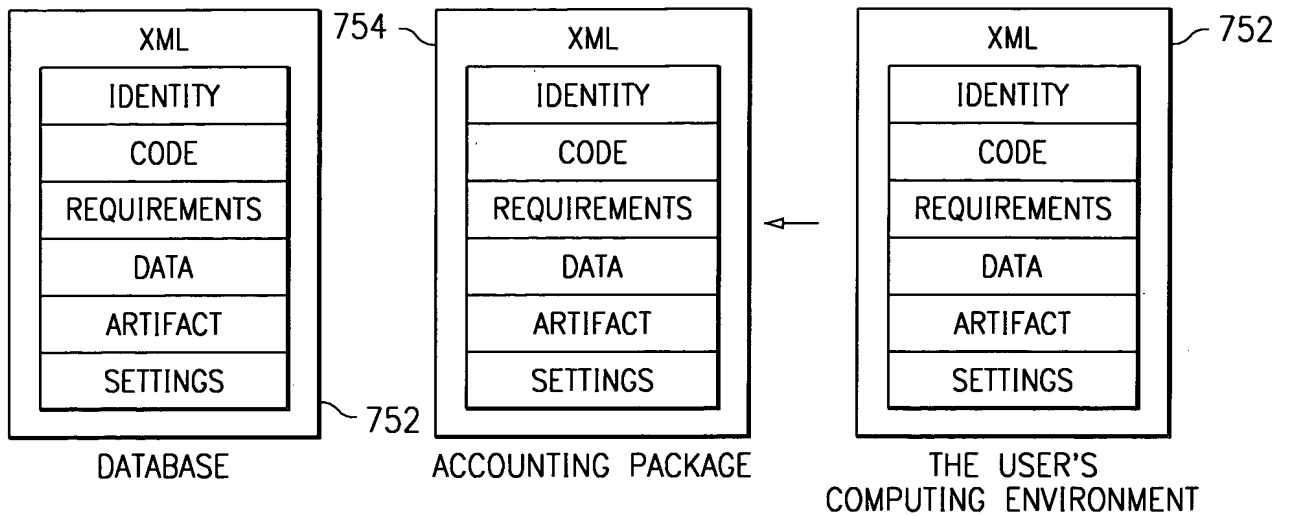 XML
IDENTITY
CODE
REQUIREMENTS
DATA
ARTIFACT
SETTINGS
752
DATABASE
754
XML
IDENTITY
CODE
REQUIREMENTS
DATA
ARTIFACT
SETTINGS
ACCOUNTING PACKAGE
752
XML
IDENTITY
CODE
REQUIREMENTS
DATA
ARTIFACT
SETTINGS
THE USER'S
COMPUTING ENVIRONMENT